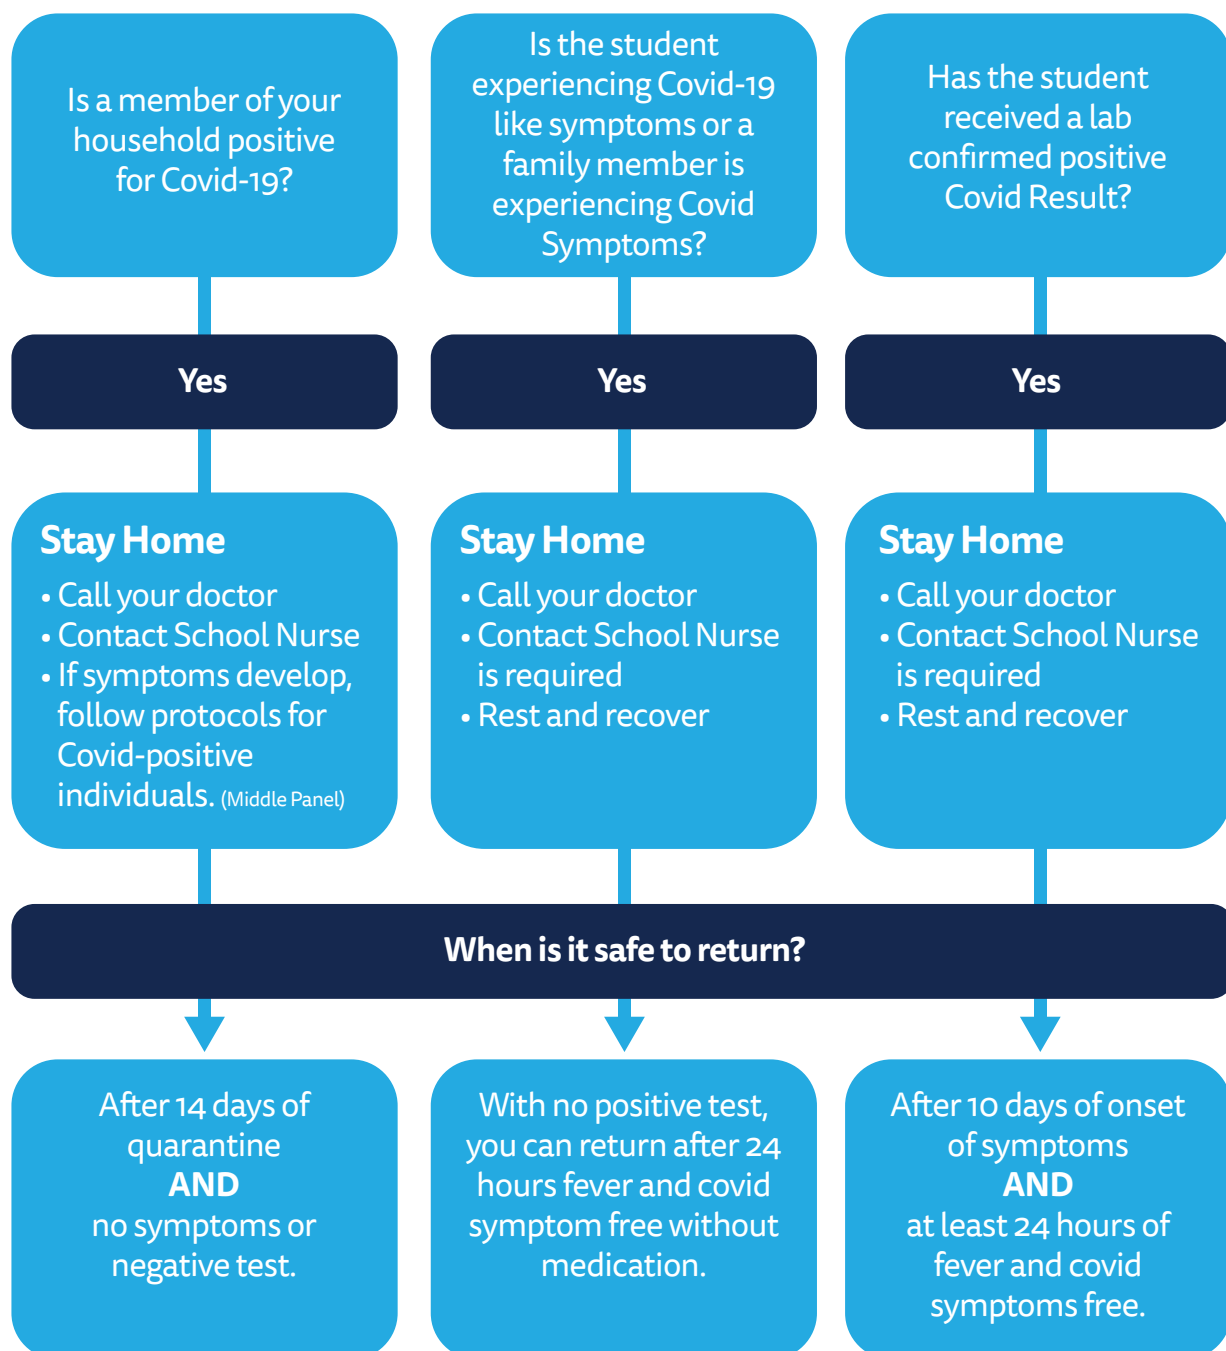 Is a member of your
household positive
for Covid-19?
Is the student
experiencing Covid-19
like symptoms or a
family member is
experiencing Covid
Symptoms?
Has the student
received a lab
confirmed positive
Covid Result?
Yes
Yes
Yes
Stay Home
• Call your doctor
• Contact School Nurse
• If symptoms develop,
follow protocols for
Covid-positive
individuals. (Middle Panel)
Stay Home
• Call your doctor
• Contact School Nurse
is required
• Rest and recover
Stay Home
• Call your doctor
• Contact School Nurse
is required
• Rest and recover
When is it safe to return?
After 14 days of
quarantine
AND
no symptoms or
negative test.
With no positive test,
you can return after 24
hours fever and covid
symptom free without
medication.
After 10 days of onset
of symptoms
AND
at least 24 hours of
fever and covid
symptoms free.